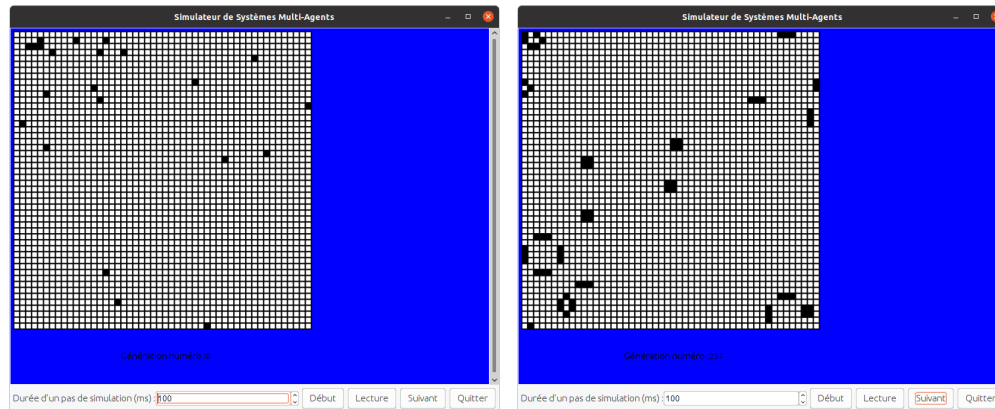 Simulateur de Systèmes Multi-Agents
Génération numéro
Durée d'un pas de simulation (ms) : 100 Début Lecture Suivant Quitter
Simulateur de Systèmes Multi-Agents
Génération numéro
Durée d'un pas de simulation (ms) : 100 Début Lecture Suivant Quitter